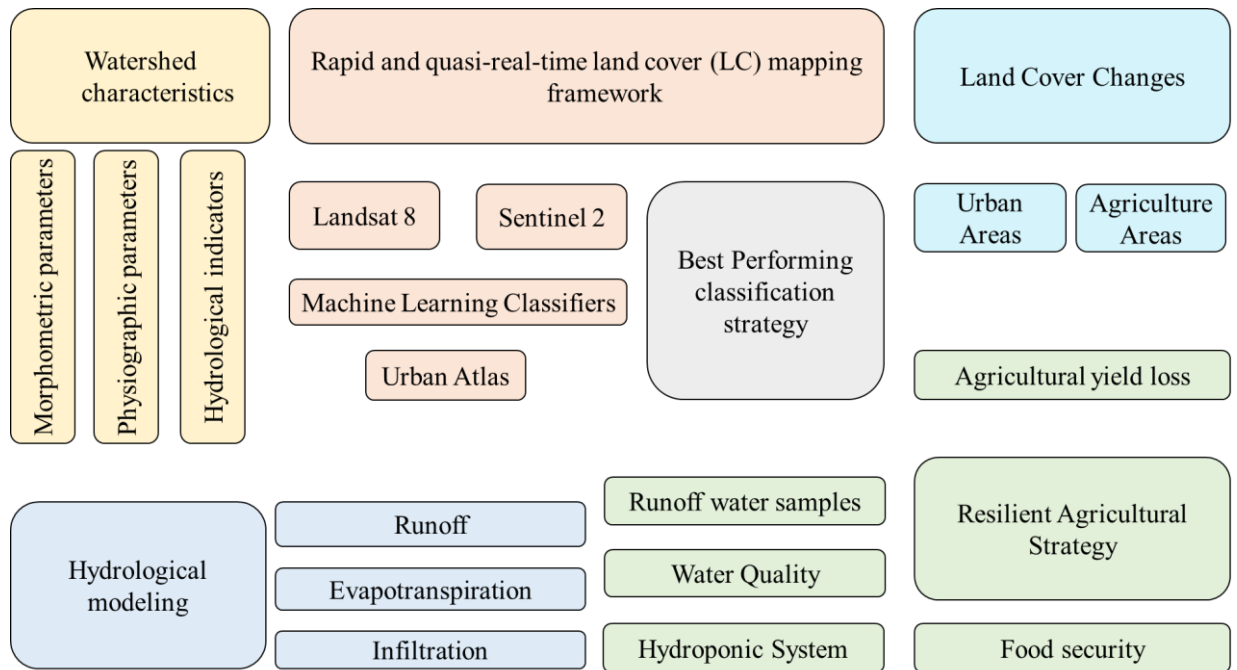 Watershed
characteristics
Rapid and quasi-real-time land cover (LC) mapping
framework
Land Cover Changes
Morphometric parameters
Physiographic parameters
Hydrological indicators
Landsat 8
Sentinel 2
Machine Learning Classifiers
Urban Atlas
Best Performing
classification
strategy
Urban
Areas
Agriculture
Areas
Agricultural yield loss
Hydrological
modeling
Runoff
Evapotranspiration
Infiltration
Runoff water samples
Water Quality
Hydroponic System
Resilient Agricultural
Strategy
Food security